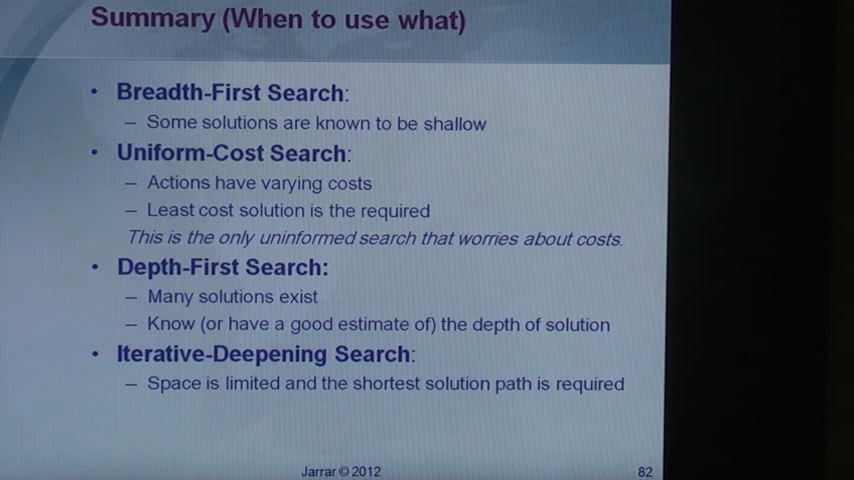 Summary (When to use what)
• Breadth-First Search:
– Some solutions are known to be shallow
• Uniform-Cost Search:
– Actions have varying costs
– Least cost solution is the required
This is the only uninformed search that worries about costs.
• Depth-First Search:
– Many solutions exist
– Know (or have a good estimate of) the depth of solution
• Iterative-Deepening Search:
– Space is limited and the shortest solution path is required
Jarrar © 2012
82